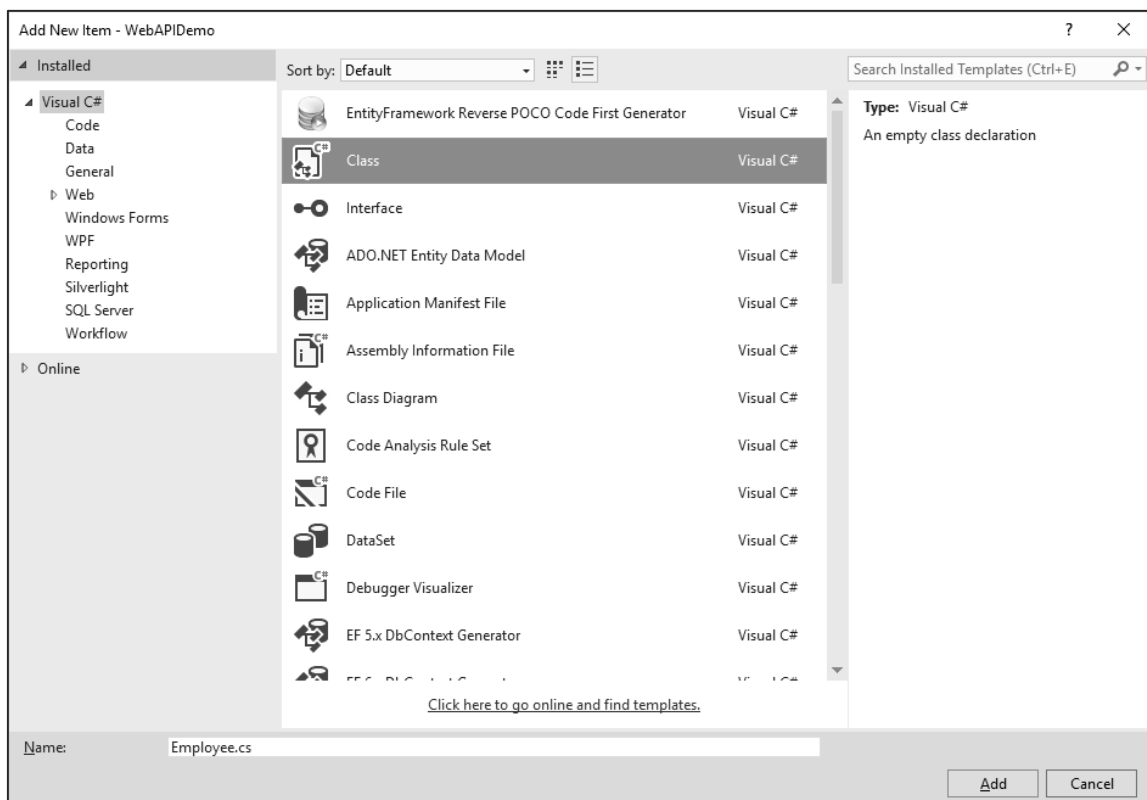 Add New Item - WebAPIDemo
? ×
Installed
Visual C#
Code
Data
General
Web
Windows Forms
WPF
Reporting
Silverlight
SQL Server
Workflow
Online
Sort by: Default
EntityFramework Reverse POCO Code First Generator Visual C#
Class Visual C#
Interface Visual C#
ADO.NET Entity Data Model Visual C#
Application Manifest File Visual C#
Assembly Information File Visual C#
Class Diagram Visual C#
Code Analysis Rule Set Visual C#
Code File Visual C#
DataSet Visual C#
Debugger Visualizer Visual C#
EF 5.x DbContext Generator Visual C#
Click here to go online and find templates.
Search Installed Templates (Ctrl+E)
Type: Visual C#
An empty class declaration
Name: Employee.cs
Add Cancel